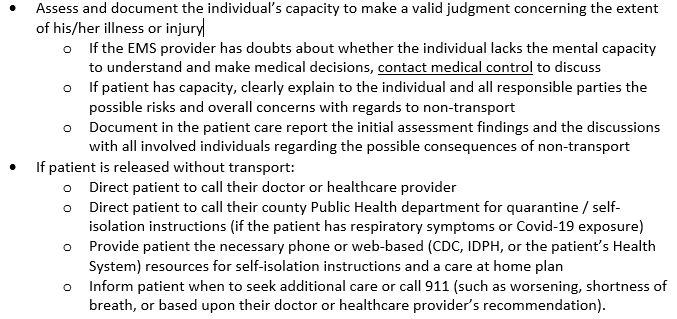 • Assess and document the individual's capacity to make a valid judgment concerning the extent
of his/her illness or injury
o If the EMS provider has doubts about whether the individual lacks the mental capacity
to understand and make medical decisions, contact medical control to discuss
o If patient has capacity, clearly explain to the individual and all responsible parties the
possible risks and overall concerns with regards to non-transport
o Document in the patient care report the initial assessment findings and the discussions
with all involved individuals regarding the possible consequences of non-transport
• If patient is released without transport:
o Direct patient to call their doctor or healthcare provider
o Direct patient to call their county Public Health department for quarantine / self-
isolation instructions (if the patient has respiratory symptoms or Covid-19 exposure)
o Provide patient the necessary phone or web-based (CDC, IDPH, or the patient's Health
System) resources for self-isolation instructions and a care at home plan
o Inform patient when to seek additional care or call 911 (such as worsening, shortness of
breath, or based upon their doctor or healthcare provider's recommendation).